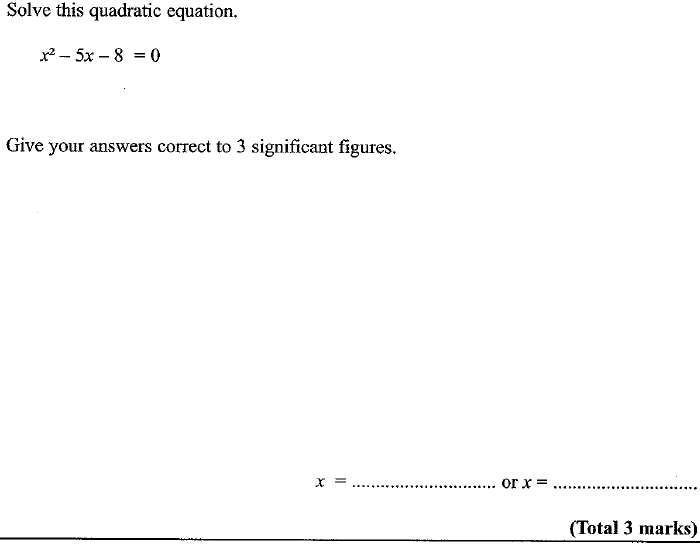 Solve this quadratic equation.
x² – 5x – 8 = 0
Give your answers correct to 3 significant figures.
x = .............................. or x = ..............................
(Total 3 marks)